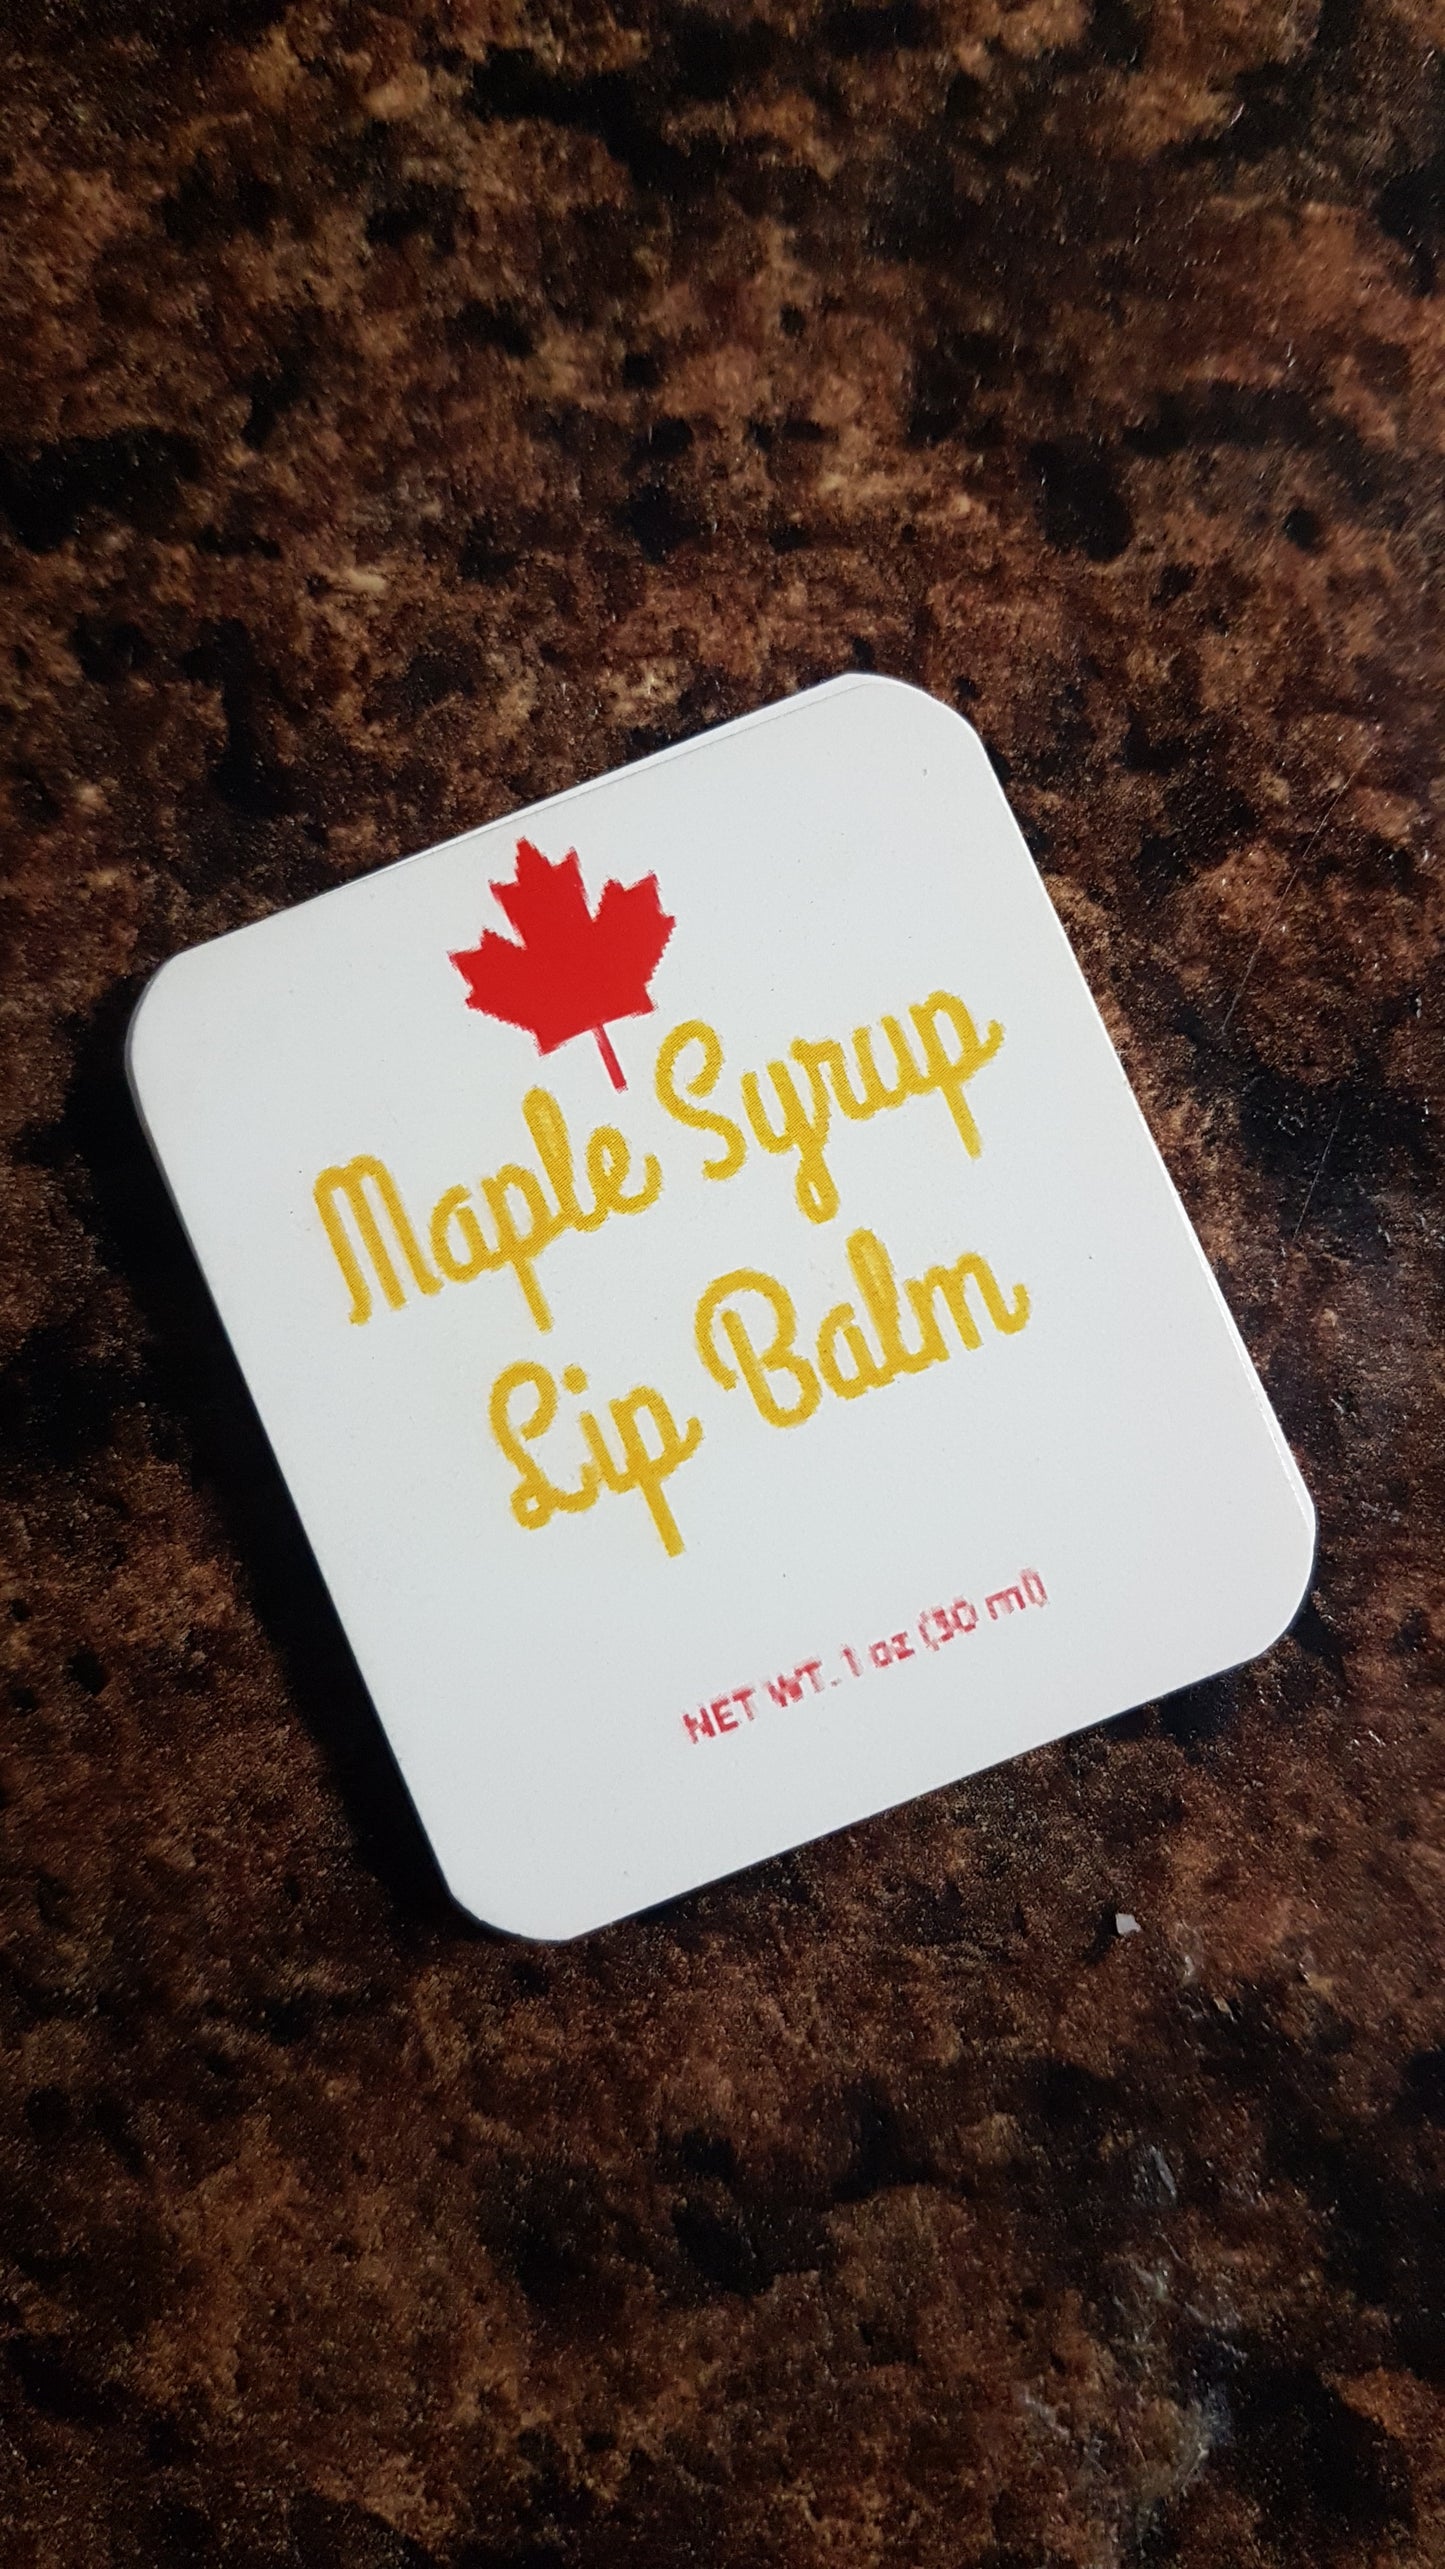 Maple Syrup
Lip Balm
NET WT. 1 oz (30 ml)